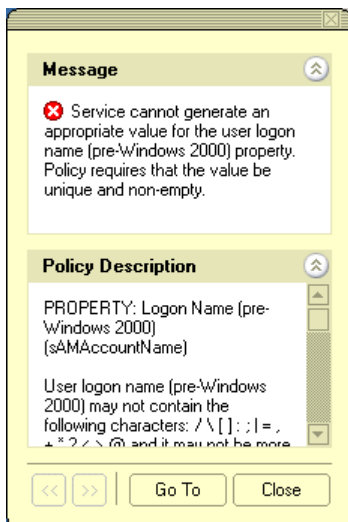 Message
Service cannot generate an
appropriate value for the user logon
name (pre-Windows 2000) property.
Policy requires that the value be
unique and non-empty.
Policy Description
PROPERTY: Logon Name (pre-
Windows 2000)
(sAMAccountName)
User logon name (pre-Windows
2000) may not contain the
following characters: / \ [ ] : ; | = ,
+ * ? < > @ and it may not be more
<< >> Go To Close